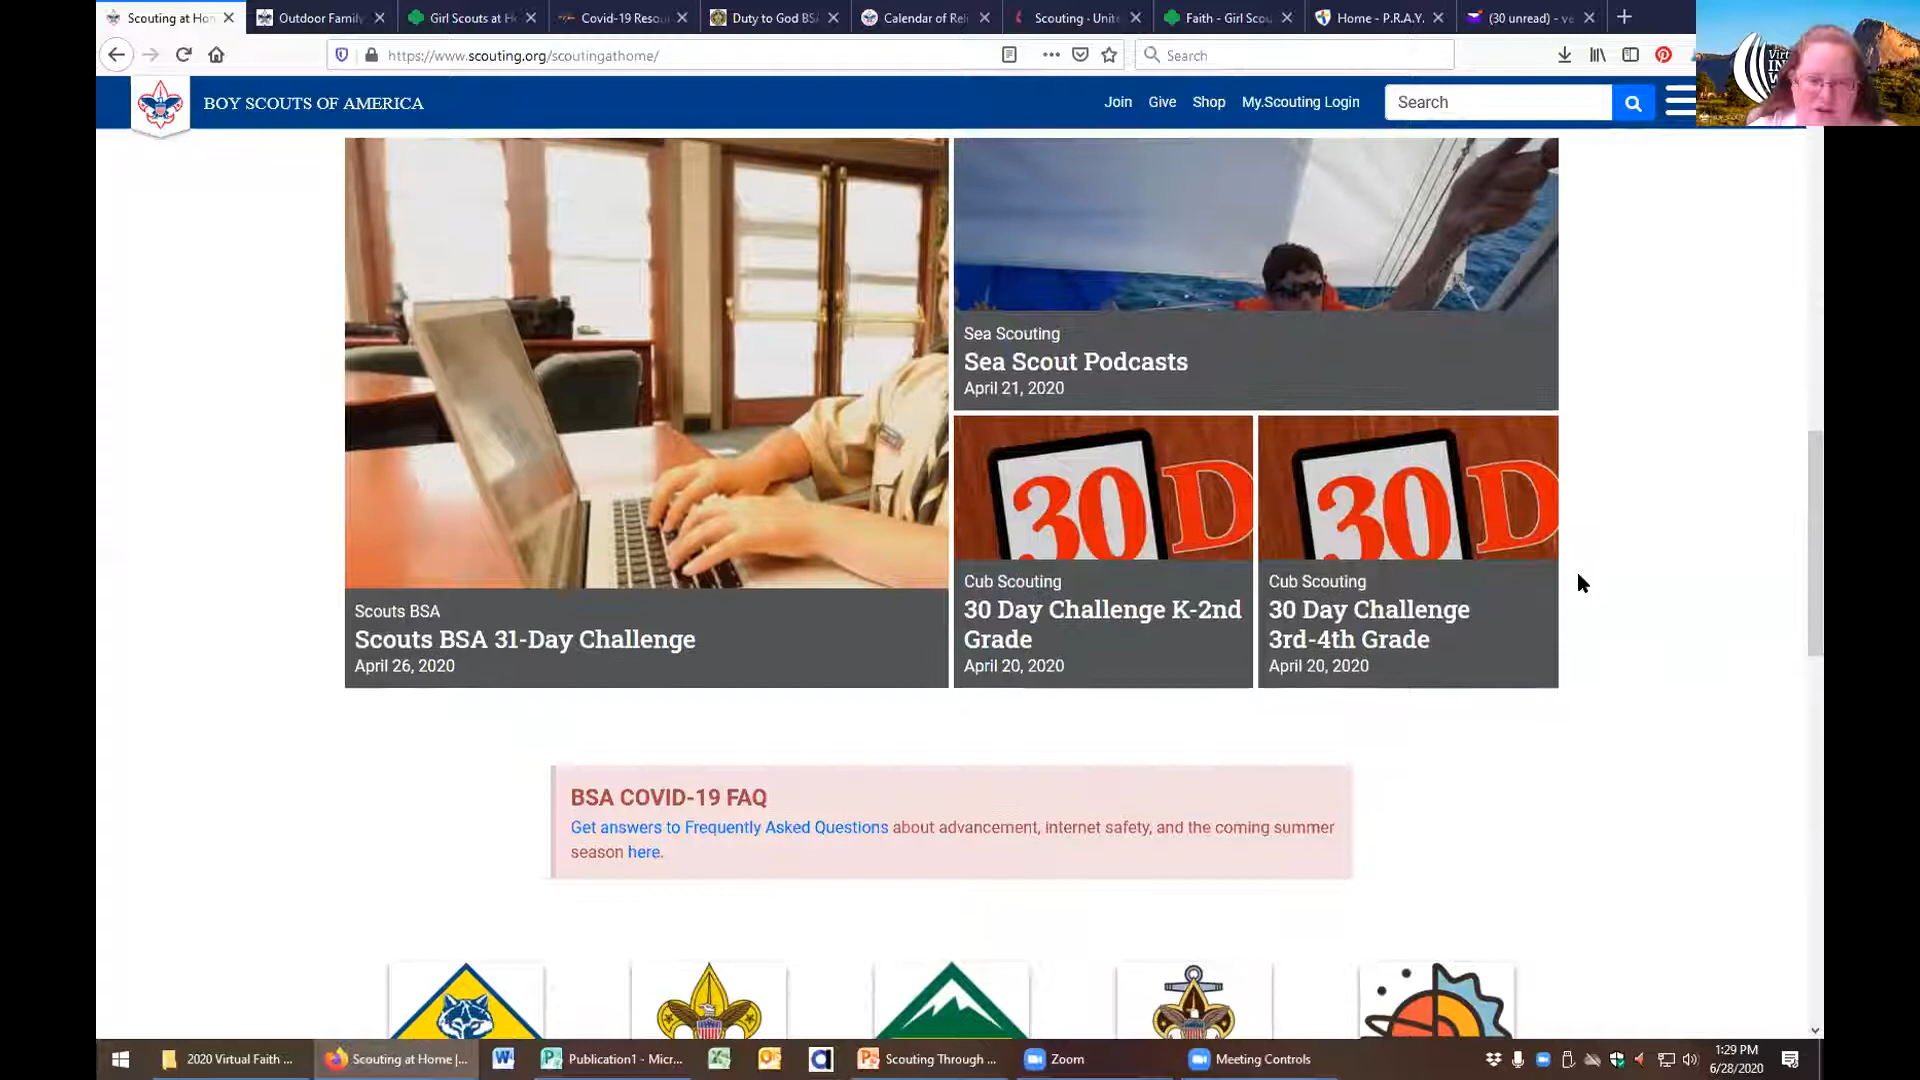 Scouting at Hom
Outdoor Family
Girl Scouts at H
Covid-19 Resou
Duty to God BSA
Calendar of Reli
Scouting - Unite
Faith - Girl Scou
Home - P.R.A.Y.
(30 unread) - ve
https://www.scouting.org/scoutingathome/
Search
BOY SCOUTS OF AMERICA
Join
Give
Shop
My.Scouting Login
Search
Sea Scouting
Sea Scout Podcasts
April 21, 2020
30 D
30 D
Scouts BSA
Scouts BSA 31-Day Challenge
April 26, 2020
Cub Scouting
30 Day Challenge K-2nd
Grade
April 20, 2020
Cub Scouting
30 Day Challenge
3rd-4th Grade
April 20, 2020
BSA COVID-19 FAQ
Get answers to Frequently Asked Questions about advancement, internet safety, and the coming summer
season here.
2020 Virtual Faith ...
Scouting at Home |...
Publication1 - Micr...
Scouting Through ...
Zoom
Meeting Controls
1:29 PM
6/28/2020